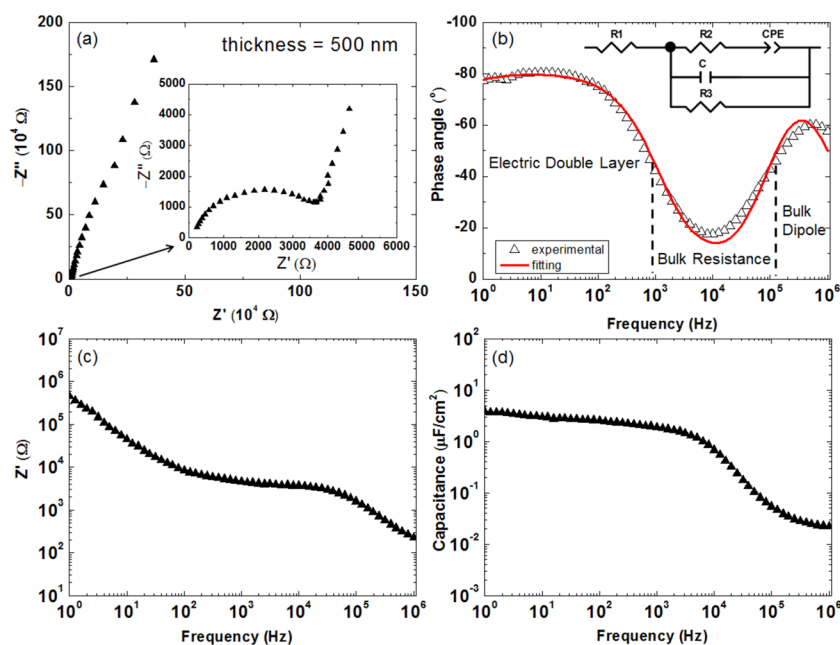 (a) thickness = 500 nm
−Z'' (10⁴ Ω)
200
150
100
50
0
0 50 100 150
Z' (10⁴ Ω)
−Z'' (Ω)
5000
4000
3000
2000
1000
0
0 1000 2000 3000 4000 5000 6000
Z' (Ω)
(b)
R1 R2 CPE
C
R3
Phase angle (°)
-100
-80
-60
-40
-20
0
Electric Double Layer
Bulk Resistance
Bulk
Dipole
experimental
fitting
10⁰ 10¹ 10² 10³ 10⁴ 10⁵ 10⁶
Frequency (Hz)
(c)
Z' (Ω)
10⁷
10⁶
10⁵
10⁴
10³
10²
10¹
10⁰ 10¹ 10² 10³ 10⁴ 10⁵ 10⁶
Frequency (Hz)
(d)
Capacitance (μF/cm²)
10²
10¹
10⁰
10⁻¹
10⁻²
10⁻³
10⁰ 10¹ 10² 10³ 10⁴ 10⁵ 10⁶
Frequency (Hz)